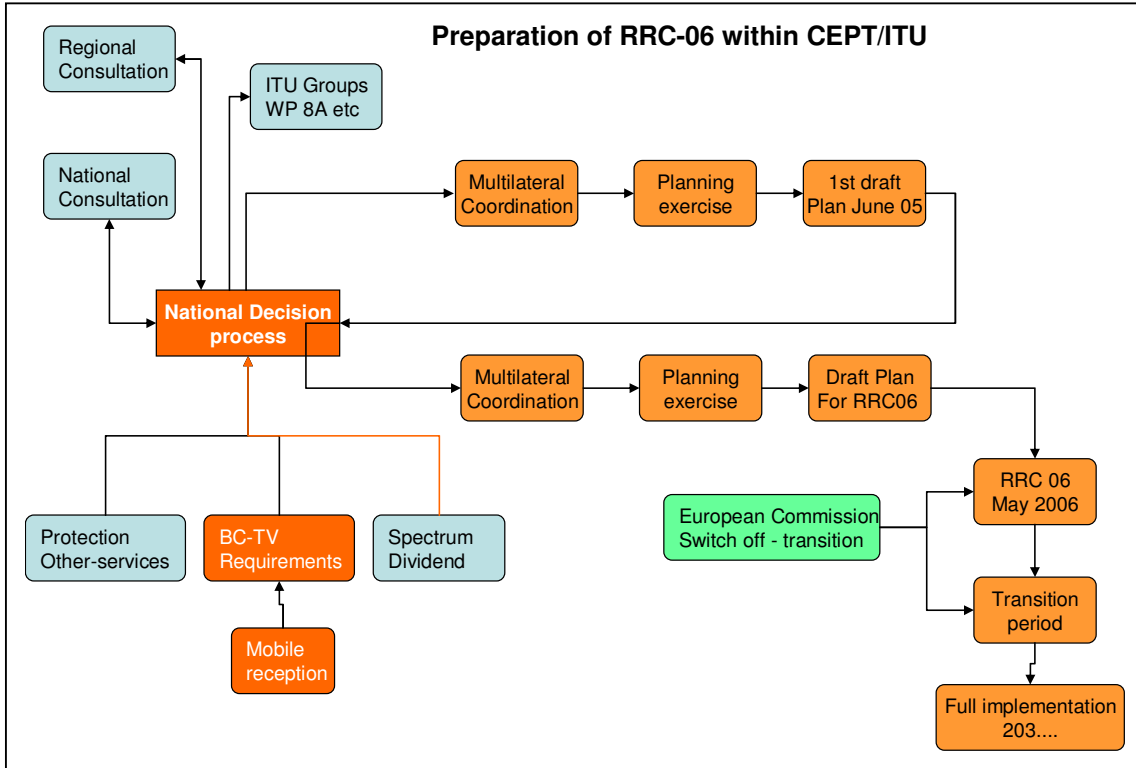 Preparation of RRC-06 within CEPT/ITU
Regional
Consultation
ITU Groups
WP 8A etc
National
Consultation
Multilateral
Coordination
Planning
exercise
1st draft
Plan June 05
National Decision
process
Multilateral
Coordination
Planning
exercise
Draft Plan
For RRC06
RRC 06
May 2006
European Commission
Switch off - transition
Protection
Other-services
BC-TV
Requirements
Spectrum
Dividend
Transition
period
Mobile
reception
Full implementation
203....